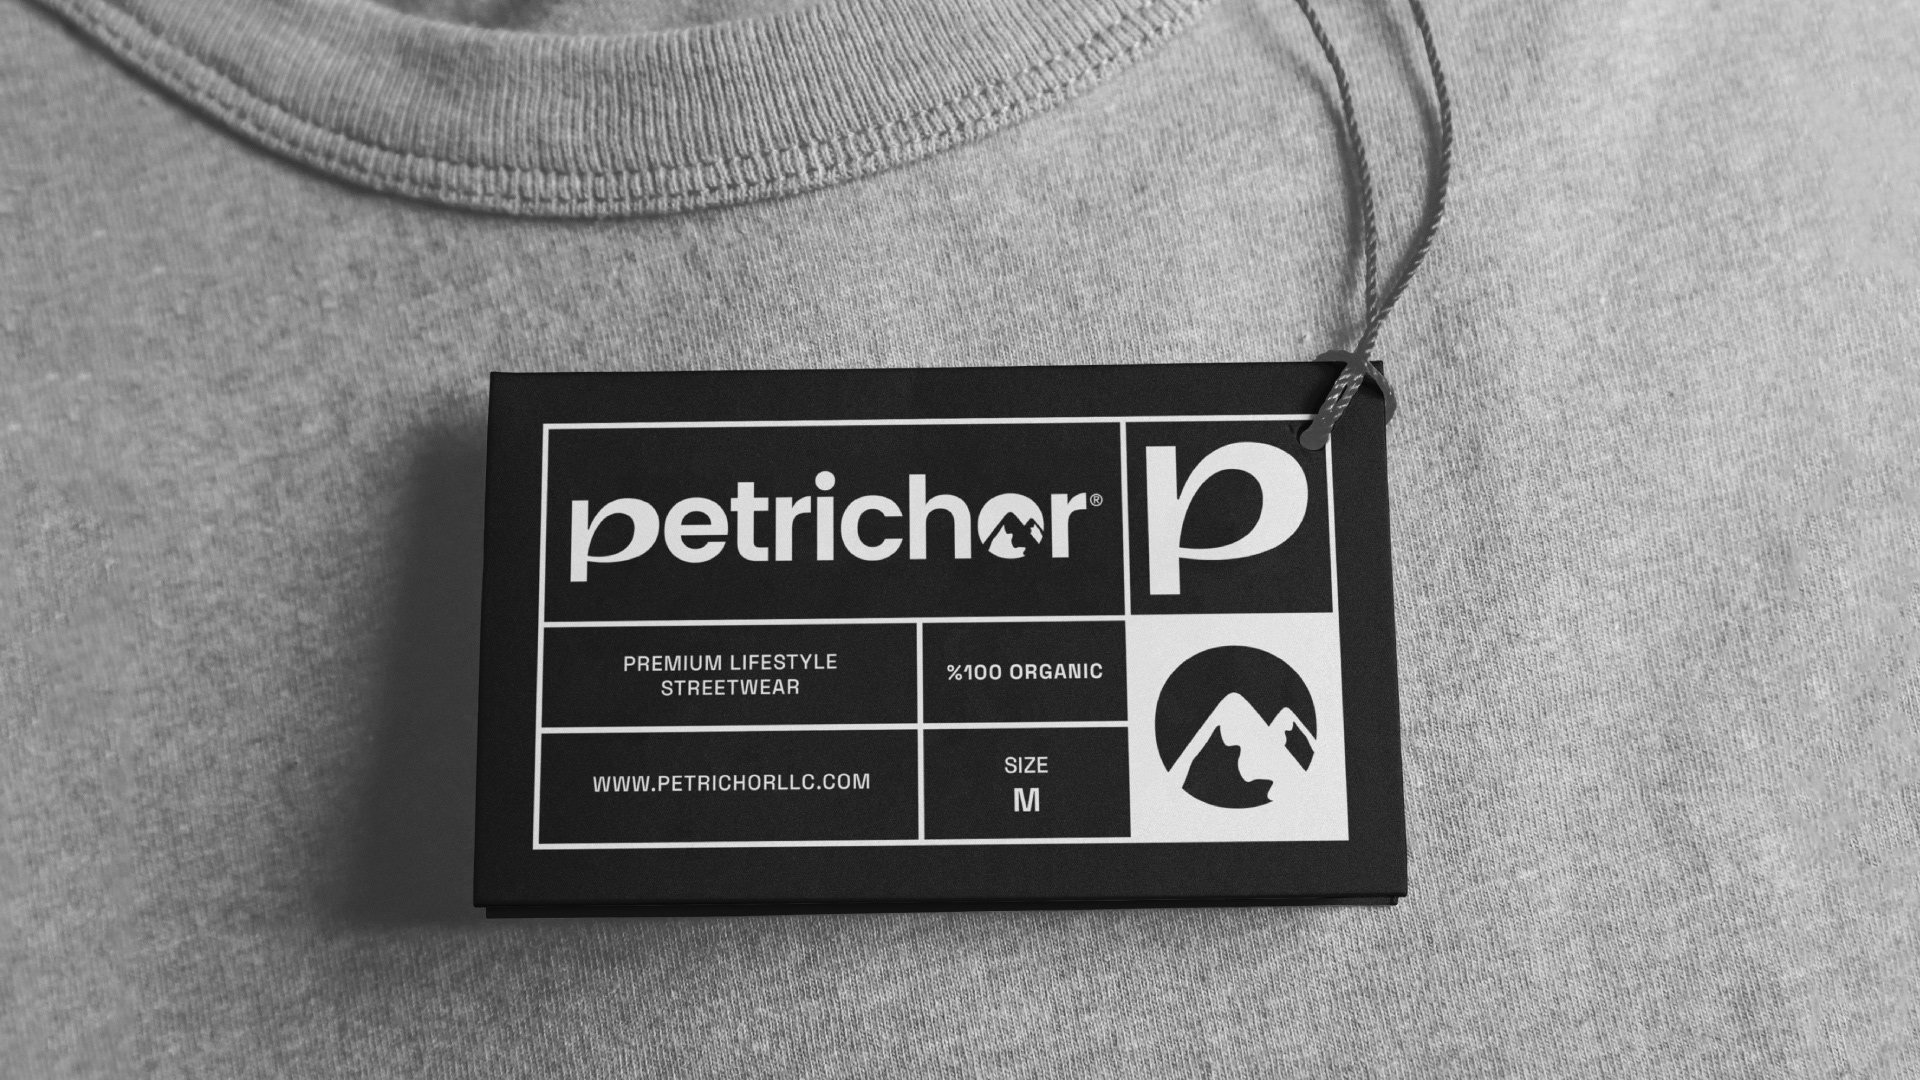 petrichor®
p
PREMIUM LIFESTYLE
STREETWEAR
%100 ORGANIC
WWW.PETRICHORLLC.COM
SIZE
M